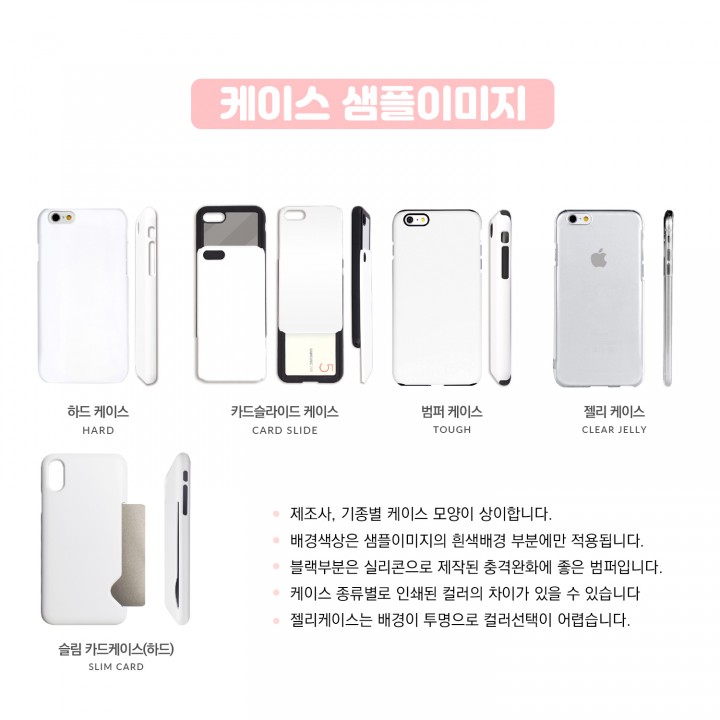 케이스 샘플이미지
하드 케이스
HARD
카드슬라이드 케이스
CARD SLIDE
범퍼 케이스
TOUGH
젤리 케이스
CLEAR JELLY
슬림 카드케이스(하드)
SLIM CARD
제조사, 기종별 케이스 모양이 상이합니다.
배경색상은 샘플이미지의 흰색배경 부분에만 적용됩니다.
블랙부분은 실리콘으로 제작된 충격완화에 좋은 범퍼입니다.
케이스 종류별로 인쇄된 컬러의 차이가 있을 수 있습니다
젤리케이스는 배경이 투명으로 컬러선택이 어렵습니다.